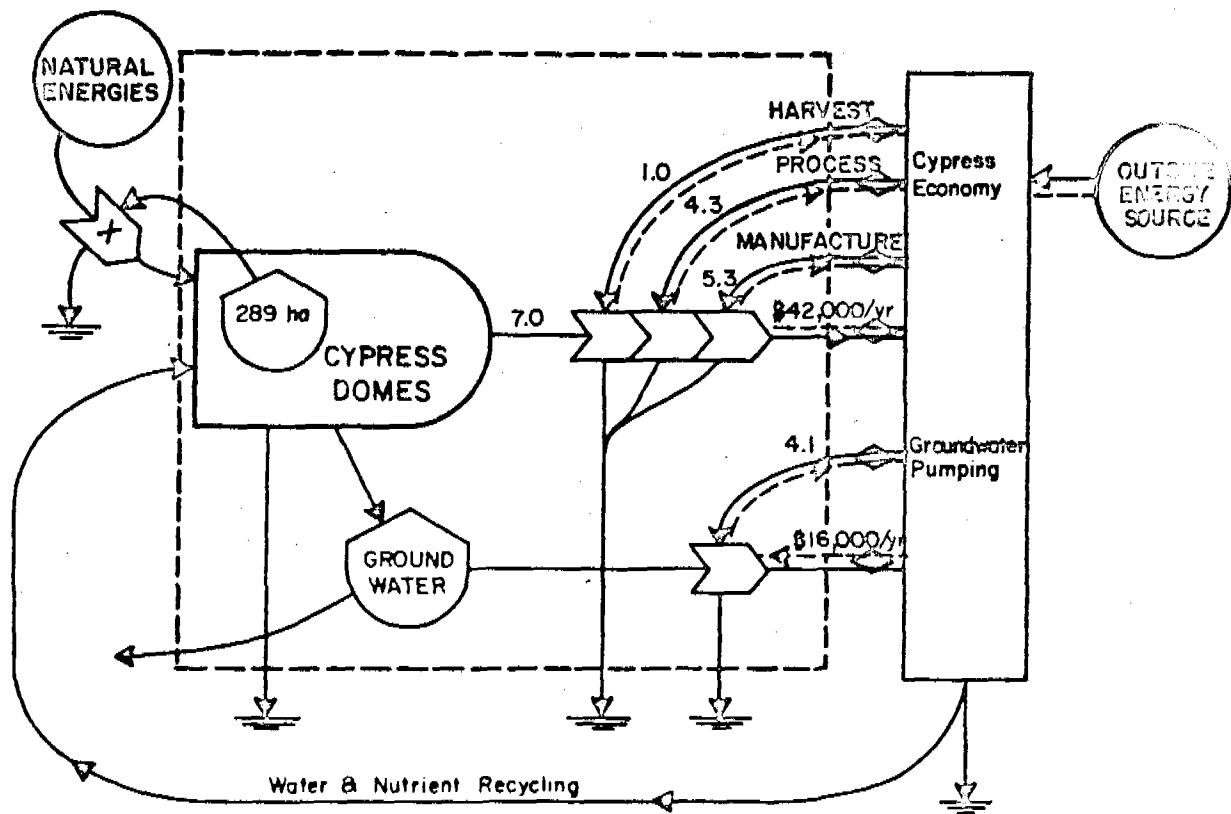 NATURAL
ENERGIES
HARVEST
1.0
PROCESS
4.3
MANUFACTURE
5.3
Cypress
Economy
OUTSIDE
ENERGY
SOURCE
+
289 ha
CYPRESS
DOMES
7.0
$42,000/yr
4.1
Groundwater
Pumping
$16,000/yr
GROUND
WATER
Water & Nutrient Recycling